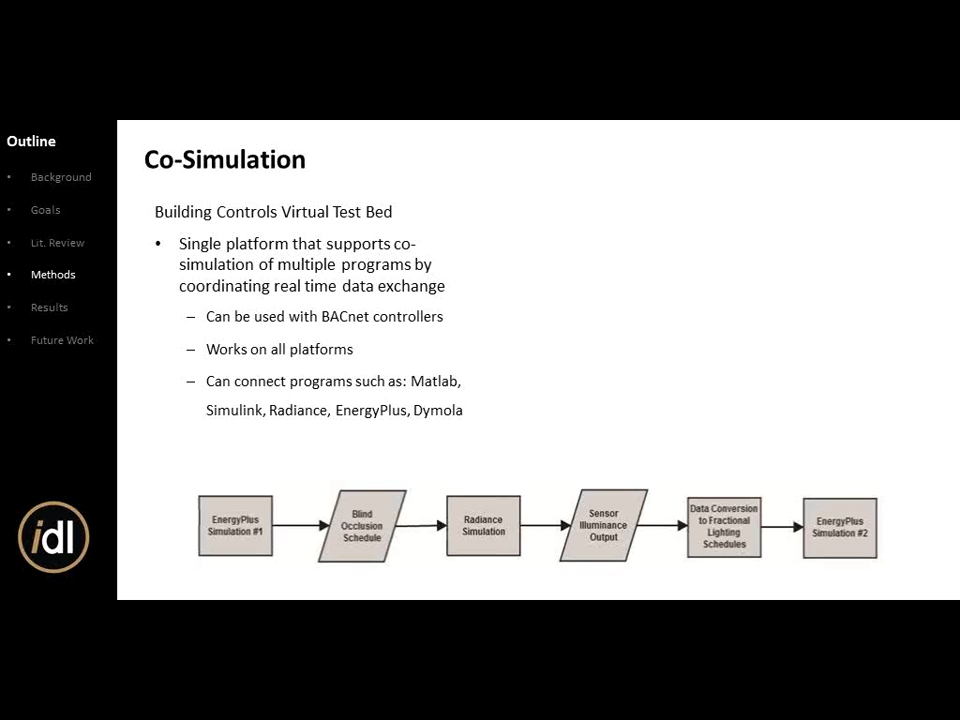 Outline
• Background
• Goals
• Lit. Review
• Methods
• Results
• Future Work
idl
Co-Simulation
Building Controls Virtual Test Bed
• Single platform that supports co-
simulation of multiple programs by
coordinating real time data exchange
– Can be used with BACnet controllers
– Works on all platforms
– Can connect programs such as: Matlab,
Simulink, Radiance, EnergyPlus, Dymola
EnergyPlus
Simulation #1
Blind
Occlusion
Schedule
Radiance
Simulation
Sensor
Illuminance
Output
Data Conversion
to Fractional
Lighting
Schedules
EnergyPlus
Simulation #2